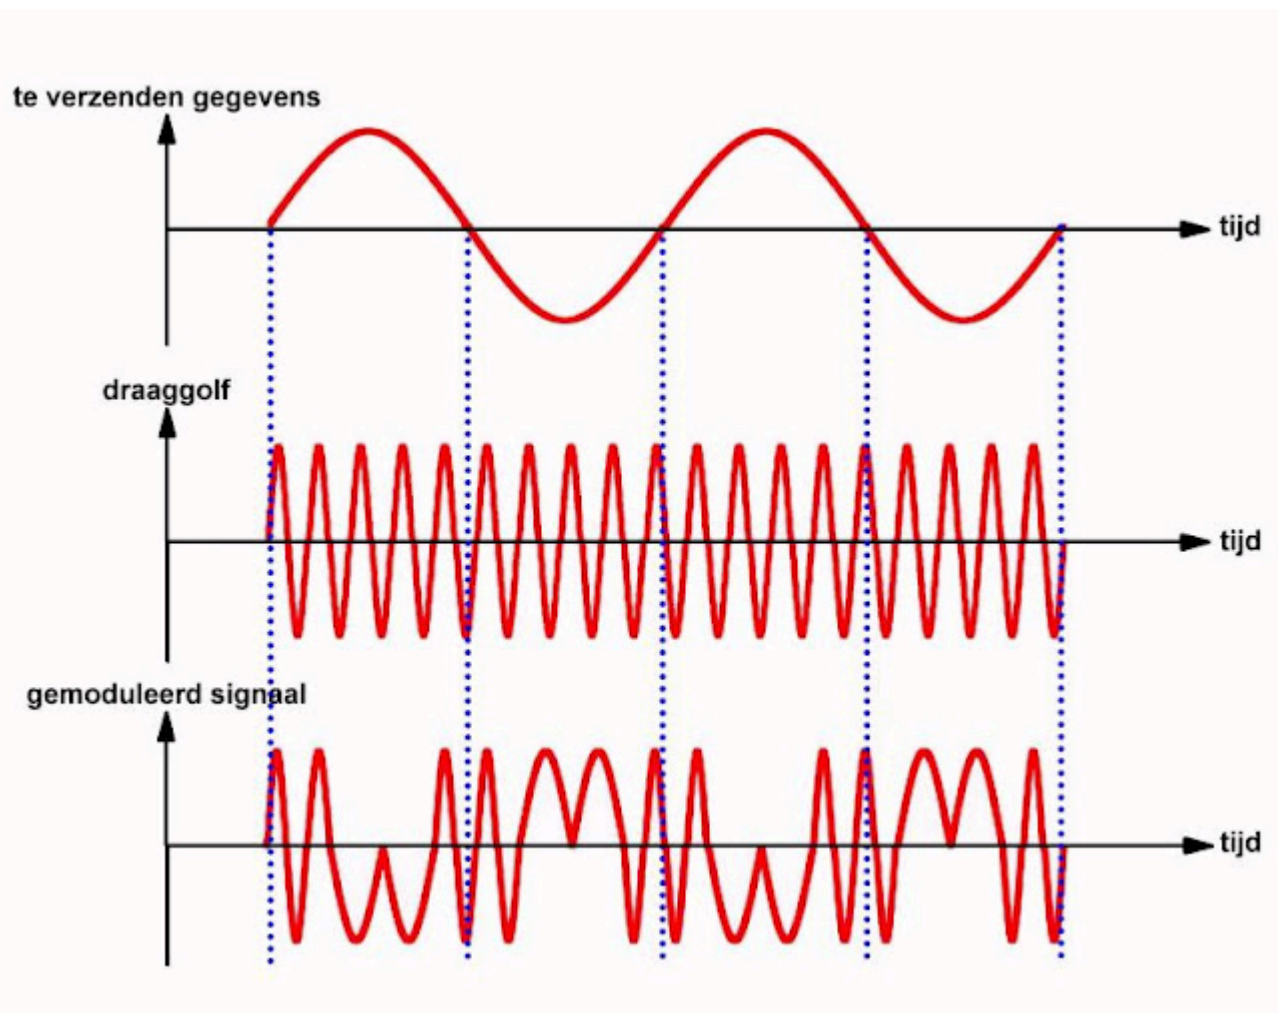 te verzenden gegevens
tijd
draaggolf
tijd
gemoduleerd signaal
tijd